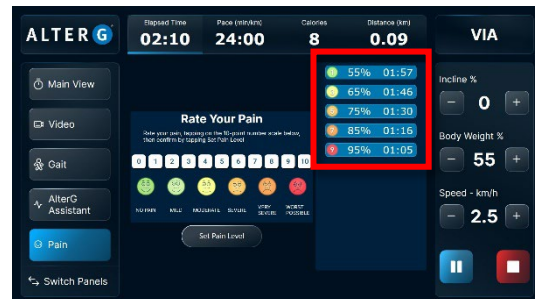 ALTER G
Elapsed Time
02:10
Pace (min/km)
24:00
Calories
8
Distance (km)
0.09
VIA
Main View
Video
Gait
AlterG
Assistant
Pain
Switch Panels
Rate Your Pain
Rate your pain, tapping on the 10-point number scale below,
then confirm by tapping Set Pain Level
0 1 2 3 4 5 6 7 8 9 10
NO PAIN MILD MODERATE SEVERE VERY SEVERE WORST POSSIBLE
Set Pain Level
55% 01:57
65% 01:46
75% 01:30
85% 01:16
95% 01:05
Incline %
− 0 +
Body Weight %
− 55 +
Speed - km/h
− 2.5 +